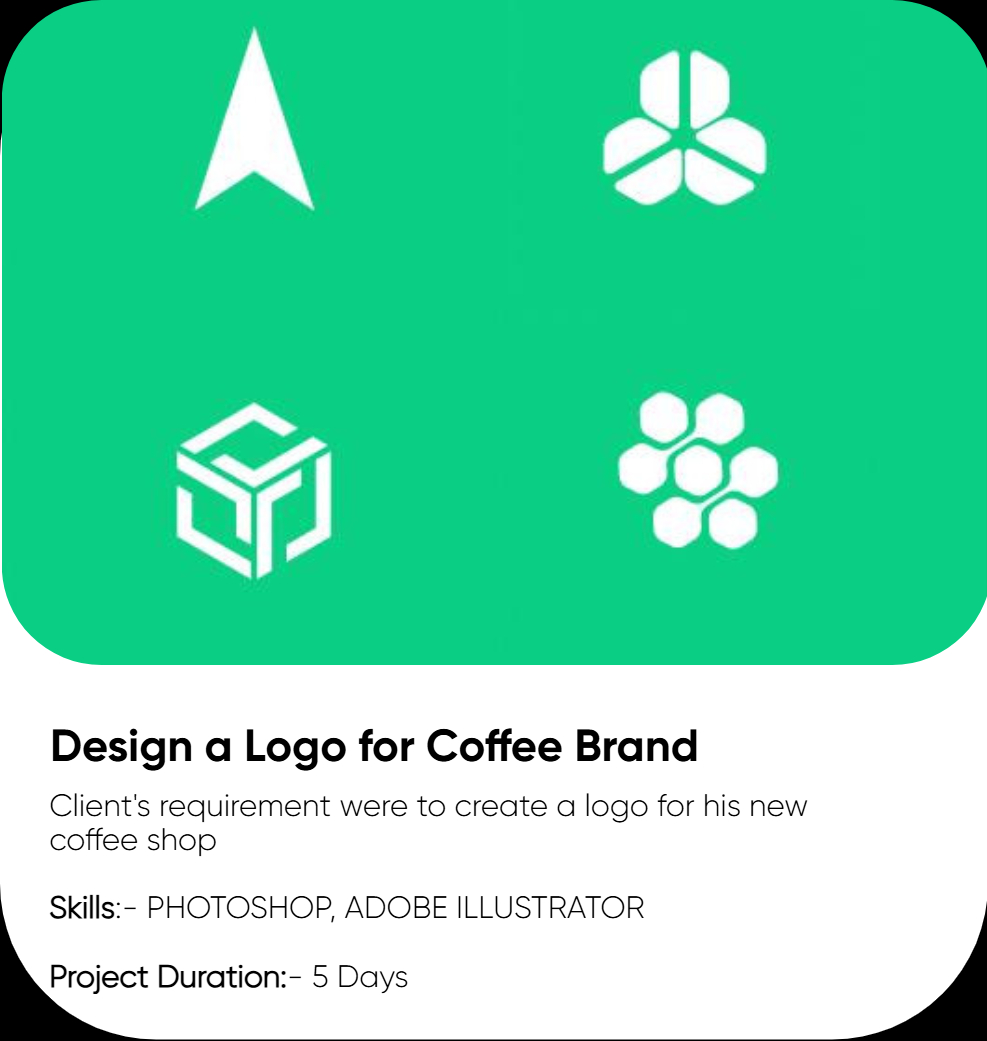 Design a Logo for Coffee Brand
Client's requirement were to create a logo for his new
coffee shop
Skills:- PHOTOSHOP, ADOBE ILLUSTRATOR
Project Duration:- 5 Days